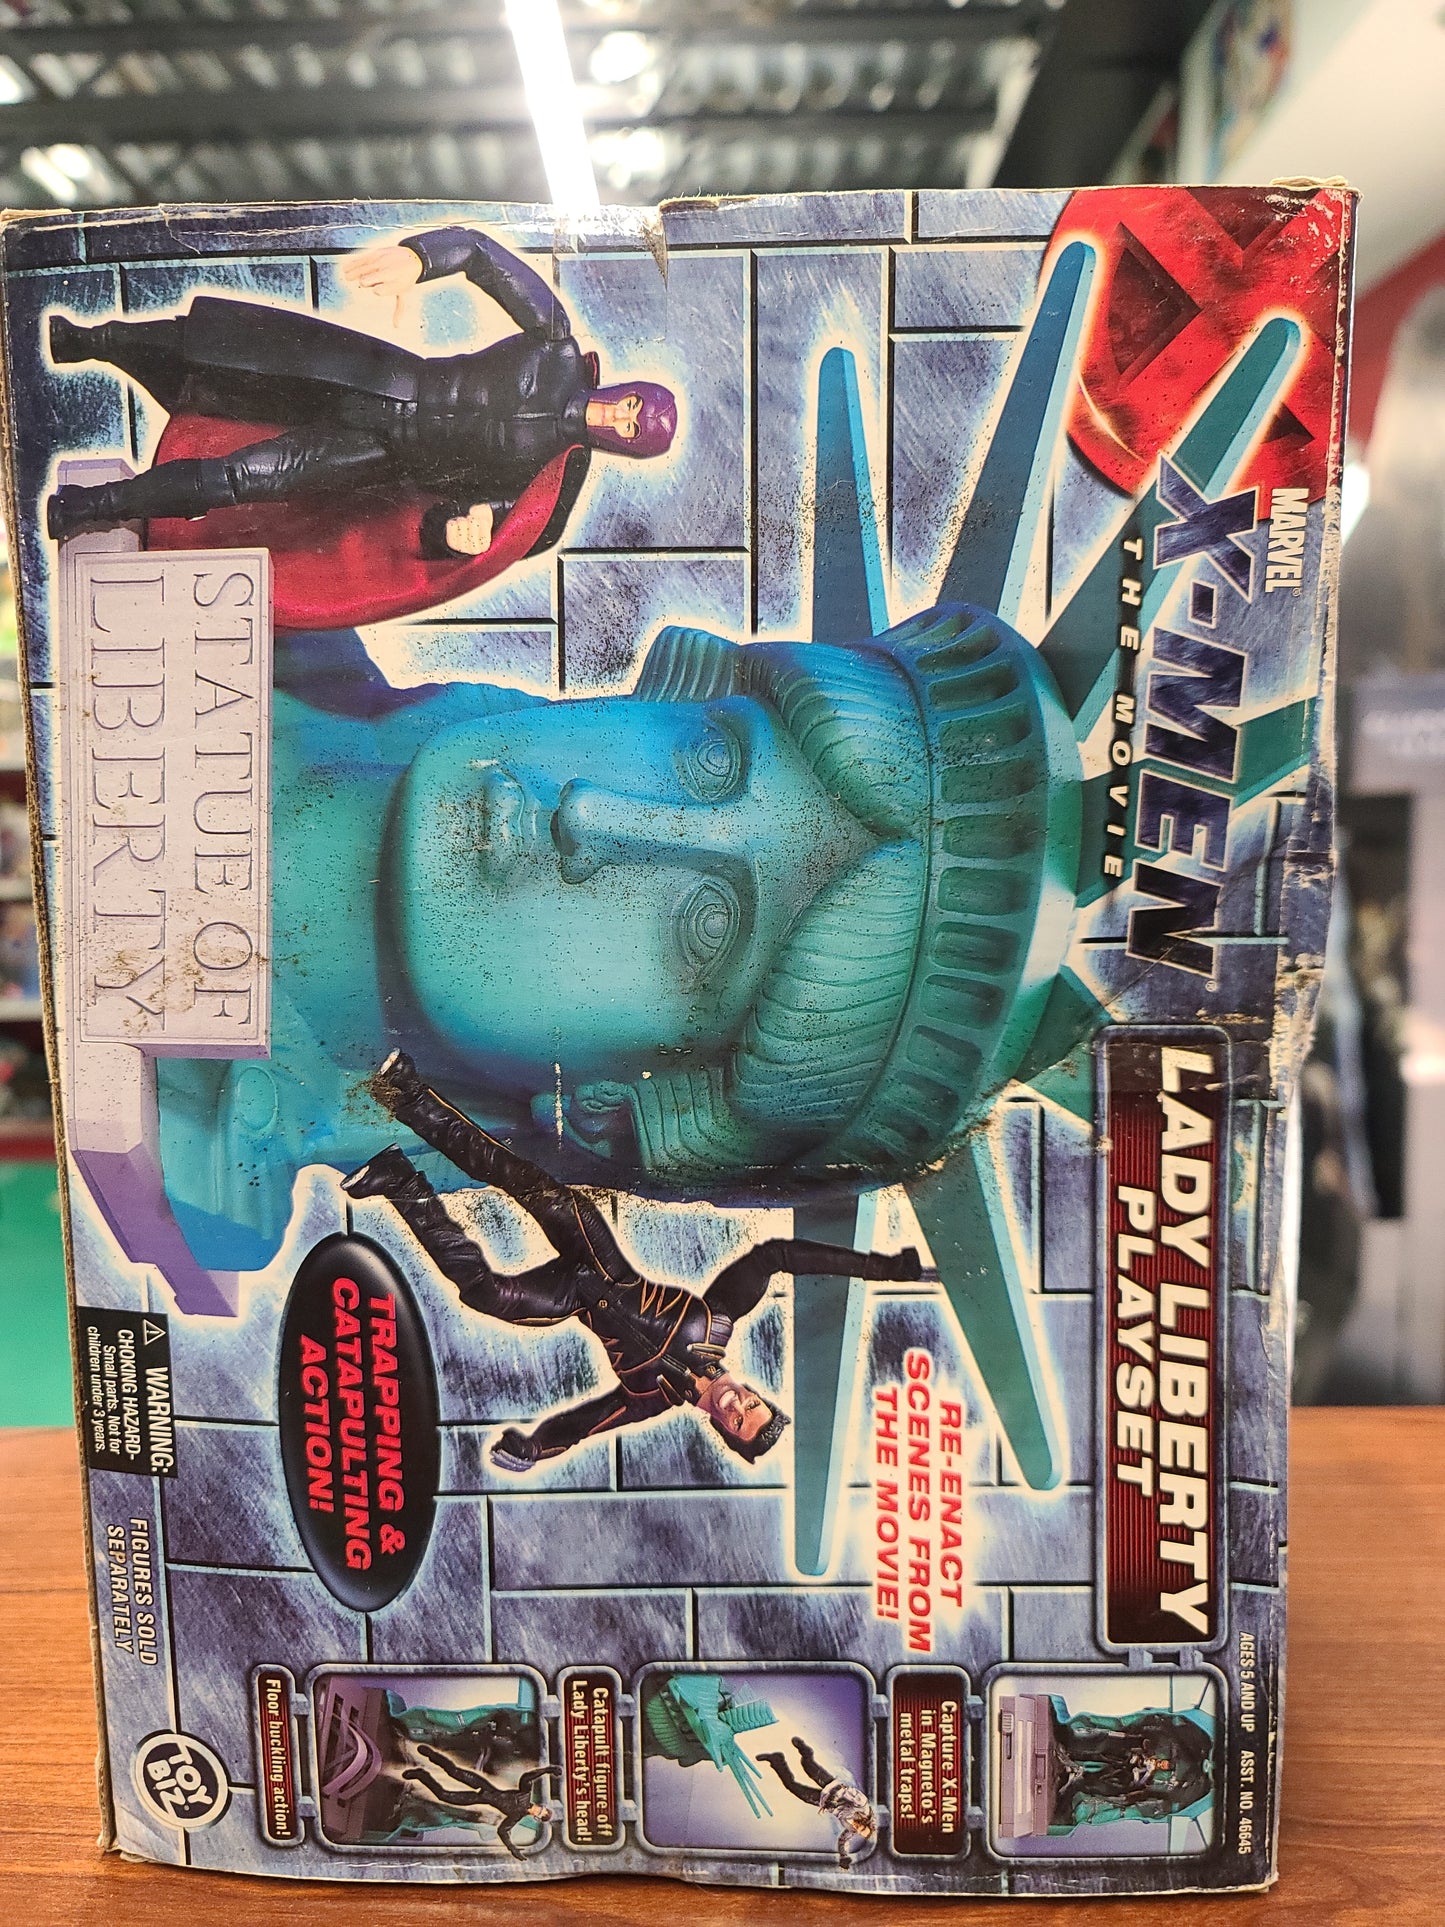 MARVEL®
X-MEN®
THE MOVIE
LADY LIBERTY
PLAYSET
AGES 5 AND UP ASST. NO. 46645
RE-ENACT
SCENES FROM
THE MOVIE!
Capture X-Men
in Magneto's
metal traps!
Catapult figure off
Lady Liberty's head!
Floor buckling action!
TRAPPING &
CATAPULTING
ACTION!
STATUE OF
LIBERTY
⚠ WARNING:
CHOKING HAZARD-
Small parts. Not for
children under 3 years.
FIGURES SOLD
SEPARATELY
TOY
BIZ